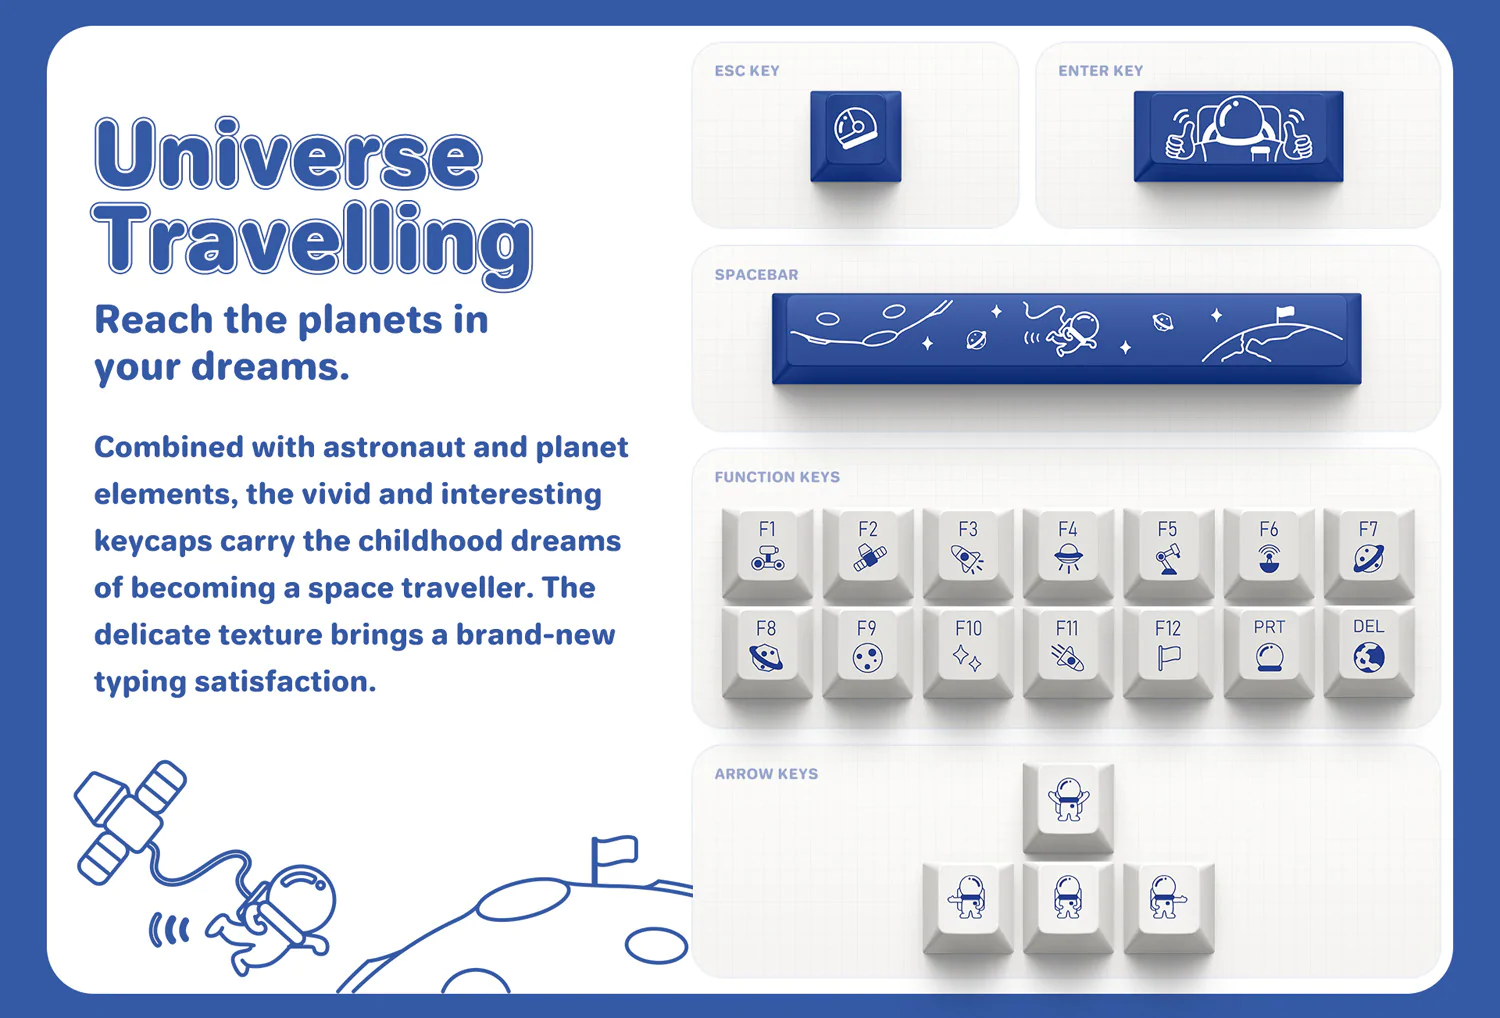 Universe
Travelling
Reach the planets in
your dreams.
Combined with astronaut and planet
elements, the vivid and interesting
keycaps carry the childhood dreams
of becoming a space traveller. The
delicate texture brings a brand-new
typing satisfaction.
ESC KEY
ENTER KEY
SPACEBAR
FUNCTION KEYS
F1 F2 F3 F4 F5 F6 F7
F8 F9 F10 F11 F12 PRT DEL
ARROW KEYS